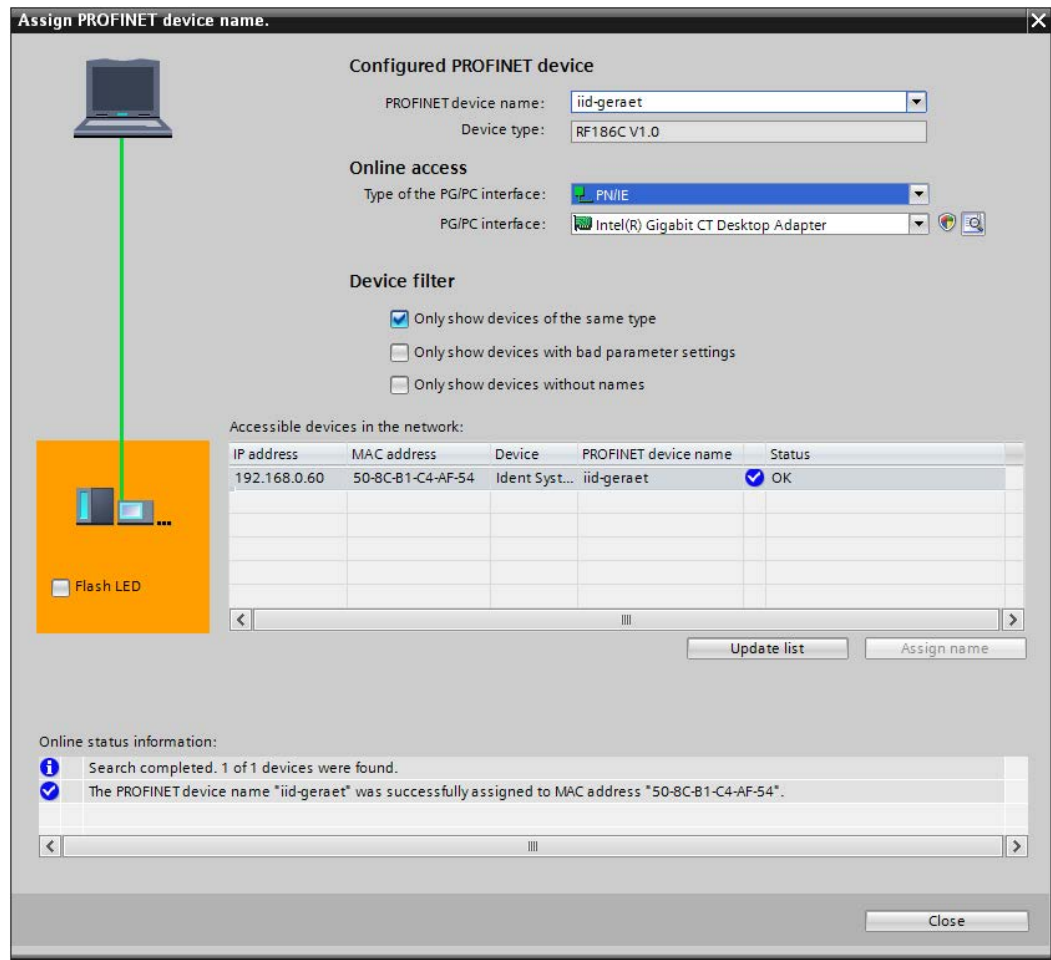 Assign PROFINET device name.
Configured PROFINET device
PROFINET device name: iid-geraet
Device type: RF186C V1.0
Online access
Type of the PG/PC interface: PN/IE
PG/PC interface: Intel(R) Gigabit CT Desktop Adapter
Device filter
Only show devices of the same type
Only show devices with bad parameter settings
Only show devices without names
Accessible devices in the network:
IP address MAC address Device PROFINET device name Status
192.168.0.60 50-8C-B1-C4-AF-54 Ident Syst... iid-geraet OK
Flash LED
Update list Assign name
Online status information:
Search completed. 1 of 1 devices were found.
The PROFINET device name "iid-geraet" was successfully assigned to MAC address "50-8C-B1-C4-AF-54".
Close